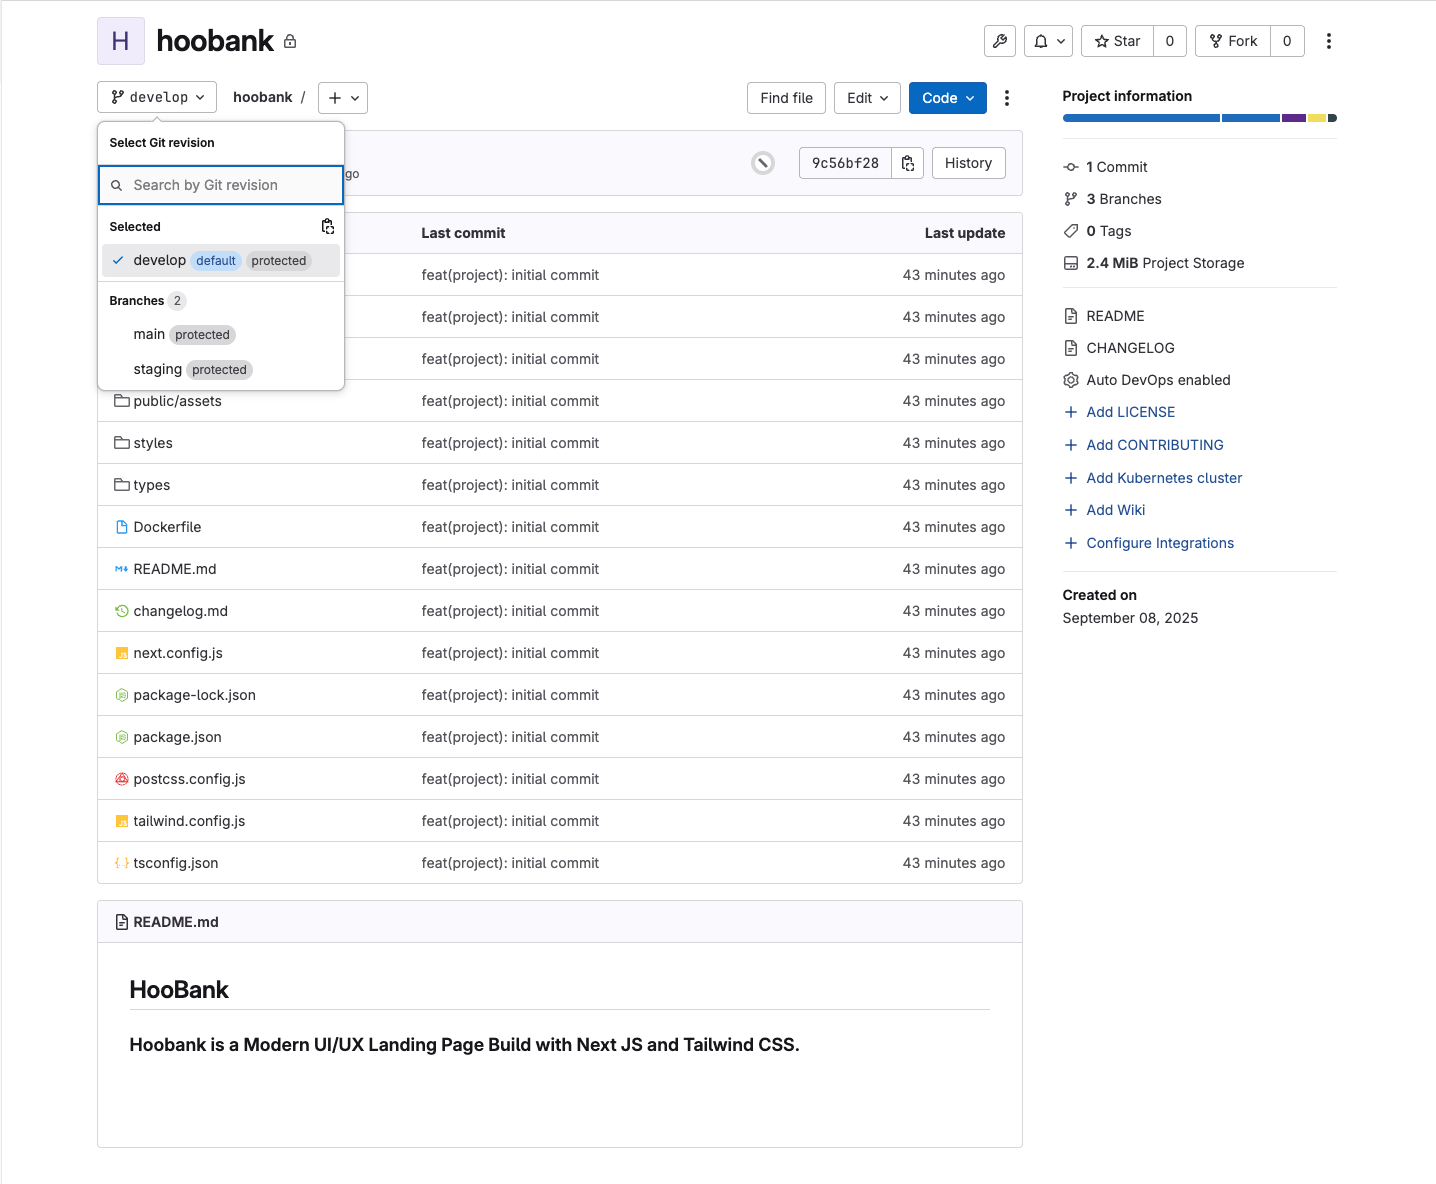 H
hoobank
Star 0
Fork 0
develop
hoobank /
Find file
Edit
Code
Select Git revision
Search by Git revision
Selected
develop default protected
Branches 2
main protected
staging protected
go
9c56bf28
History
Last commit
Last update
feat(project): initial commit 43 minutes ago
feat(project): initial commit 43 minutes ago
feat(project): initial commit 43 minutes ago
public/assets feat(project): initial commit 43 minutes ago
styles feat(project): initial commit 43 minutes ago
types feat(project): initial commit 43 minutes ago
Dockerfile feat(project): initial commit 43 minutes ago
README.md feat(project): initial commit 43 minutes ago
changelog.md feat(project): initial commit 43 minutes ago
next.config.js feat(project): initial commit 43 minutes ago
package-lock.json feat(project): initial commit 43 minutes ago
package.json feat(project): initial commit 43 minutes ago
postcss.config.js feat(project): initial commit 43 minutes ago
tailwind.config.js feat(project): initial commit 43 minutes ago
tsconfig.json feat(project): initial commit 43 minutes ago
README.md
HooBank
Hoobank is a Modern UI/UX Landing Page Build with Next JS and Tailwind CSS.
Project information
1 Commit
3 Branches
0 Tags
2.4 MiB Project Storage
README
CHANGELOG
Auto DevOps enabled
Add LICENSE
Add CONTRIBUTING
Add Kubernetes cluster
Add Wiki
Configure Integrations
Created on
September 08, 2025